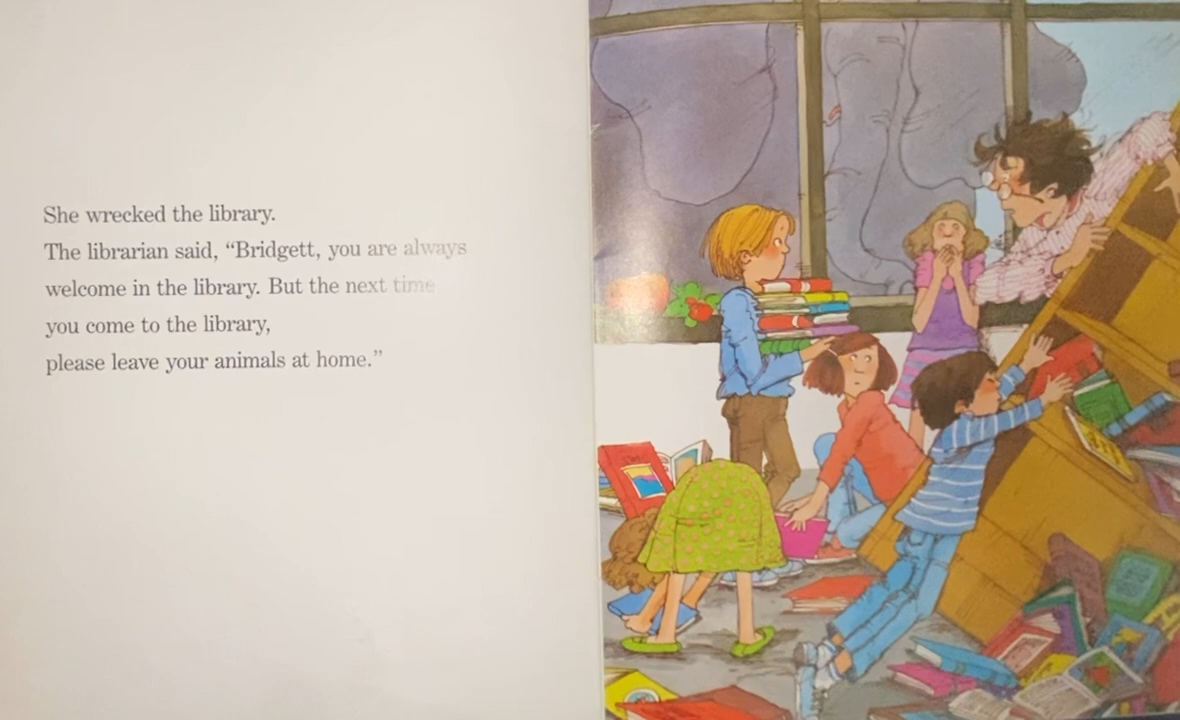 She wrecked the library.
The librarian said, “Bridgett, you are always
welcome in the library. But the next time
you come to the library,
please leave your animals at home.”